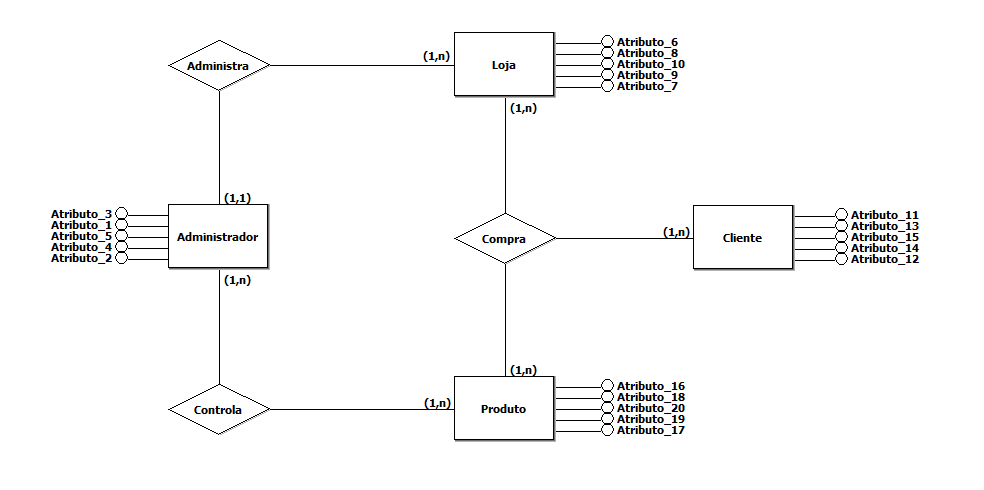 Administra
(1,n)
Loja
Atributo_6
Atributo_8
Atributo_10
Atributo_9
Atributo_7
(1,n)
(1,1)
Atributo_3
Atributo_1
Atributo_5
Atributo_4
Atributo_2
Administrador
(1,n)
Compra
(1,n)
Cliente
Atributo_11
Atributo_13
Atributo_15
Atributo_14
Atributo_12
(1,n)
Controla
(1,n)
Produto
Atributo_16
Atributo_18
Atributo_20
Atributo_19
Atributo_17